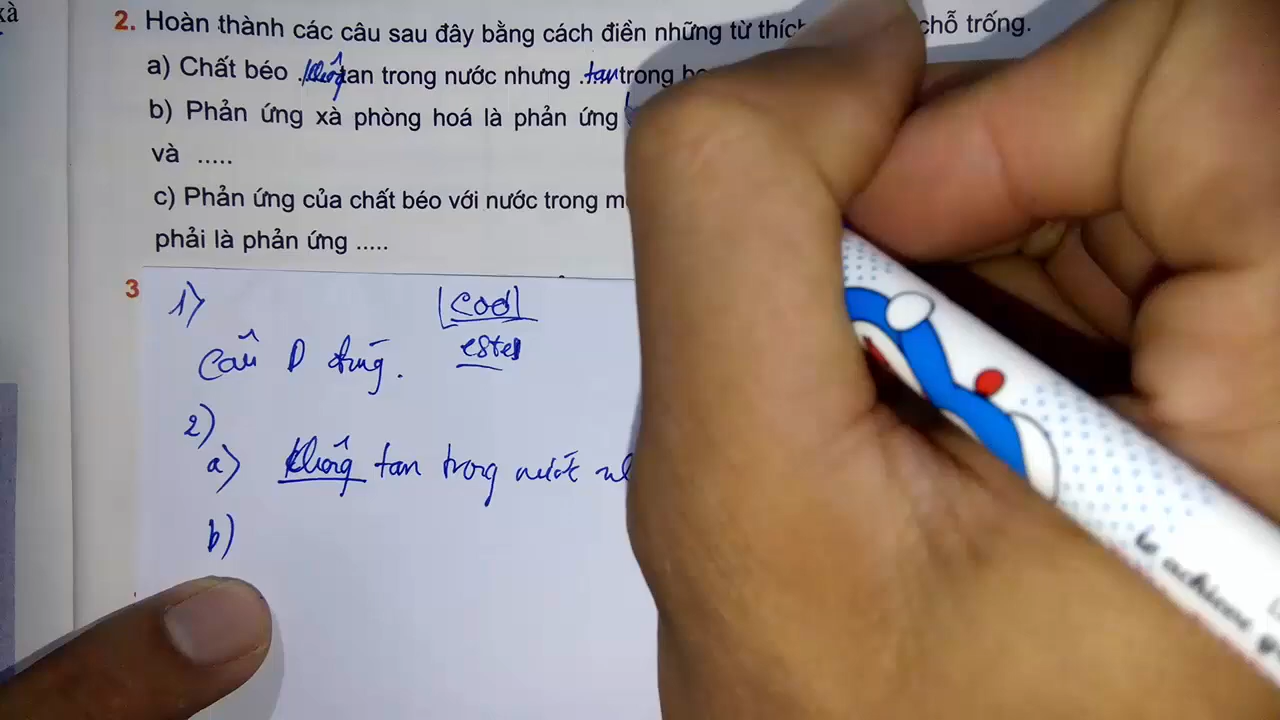 xà
2. Hoàn thành các câu sau đây bằng cách điền những từ thích chỗ trống.
a) Chất béo .không tan trong nước nhưng .tan trong
b) Phản ứng xà phòng hoá là phản ứng
và .....
c) Phản ứng của chất béo với nước trong
phải là phản ứng .....
3
1)
Câu D đúng.
ester
2)
a) không tan trong nước
b)